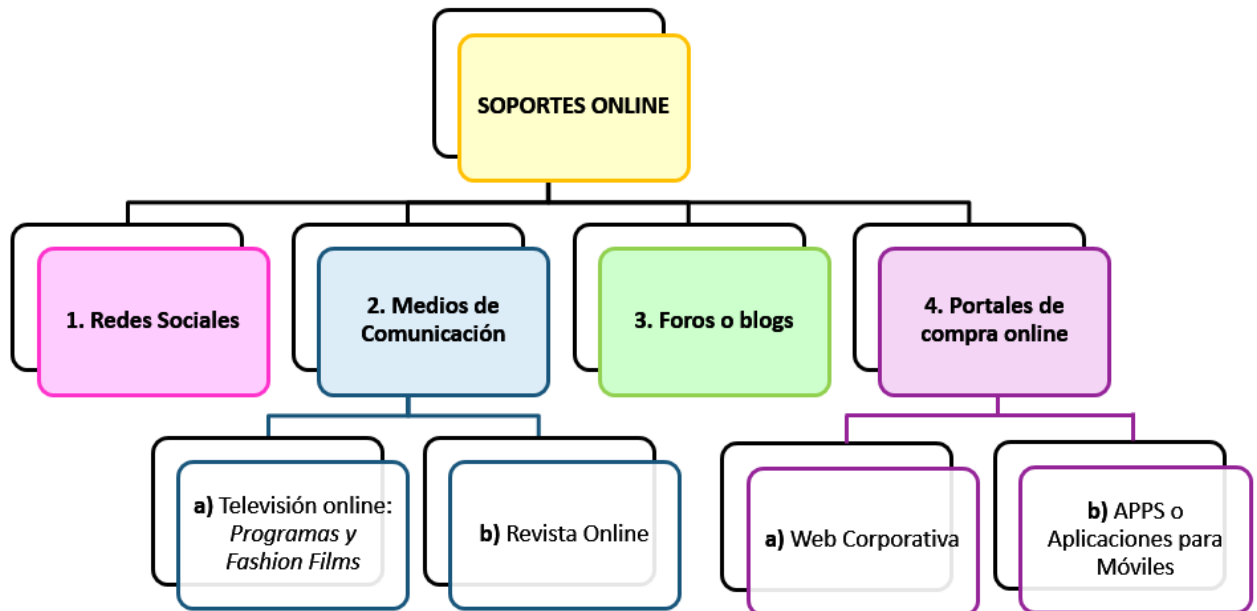 SOPORTES ONLINE
1. Redes Sociales
2. Medios de
Comunicación
3. Foros o blogs
4. Portales de
compra online
a) Televisión online:
Programas y
Fashion Films
b) Revista Online
a) Web Corporativa
b) APPS o
Aplicaciones para
Móviles